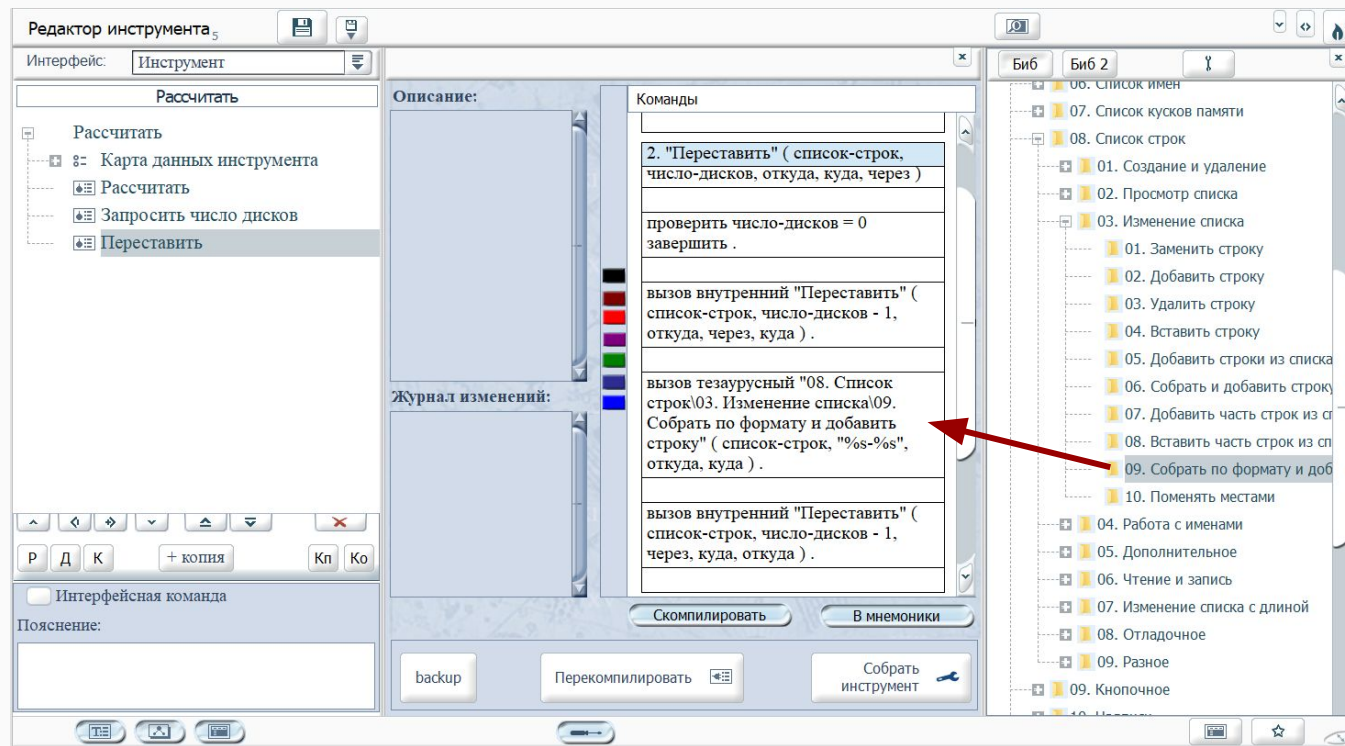 Редактор инструмента 5
Интерфейс:
Инструмент
Рассчитать
Рассчитать
Карта данных инструмента
Рассчитать
Запросить число дисков
Переставить
Р
Д
К
+ копия
Кп
Ко
Интерфейсная команда
Пояснение:
Описание:
Журнал изменений:
Команды
2. "Переставить" ( список-строк,
число-дисков, откуда, куда, через )
проверить число-дисков = 0
завершить .
вызов внутренний "Переставить" (
список-строк, число-дисков - 1,
откуда, через, куда ) .
вызов тезаурусный "08. Список
строк\03. Изменение списка\09.
Собрать по формату и добавить
строку" ( список-строк, "%s-%s",
откуда, куда ) .
вызов внутренний "Переставить" (
список-строк, число-дисков - 1,
через, куда, откуда ) .
Скомпилировать
В мнемоники
backup
Перекомпилировать
Собрать
инструмент
Биб
Биб 2
06. Список имен
07. Список кусков памяти
08. Список строк
01. Создание и удаление
02. Просмотр списка
03. Изменение списка
01. Заменить строку
02. Добавить строку
03. Удалить строку
04. Вставить строку
05. Добавить строки из списка
06. Собрать и добавить строку
07. Добавить часть строк из сп
08. Вставить часть строк из сп
09. Собрать по формату и доб
10. Поменять местами
04. Работа с именами
05. Дополнительное
06. Чтение и запись
07. Изменение списка с длиной
08. Отладочное
09. Разное
09. Кнопочное